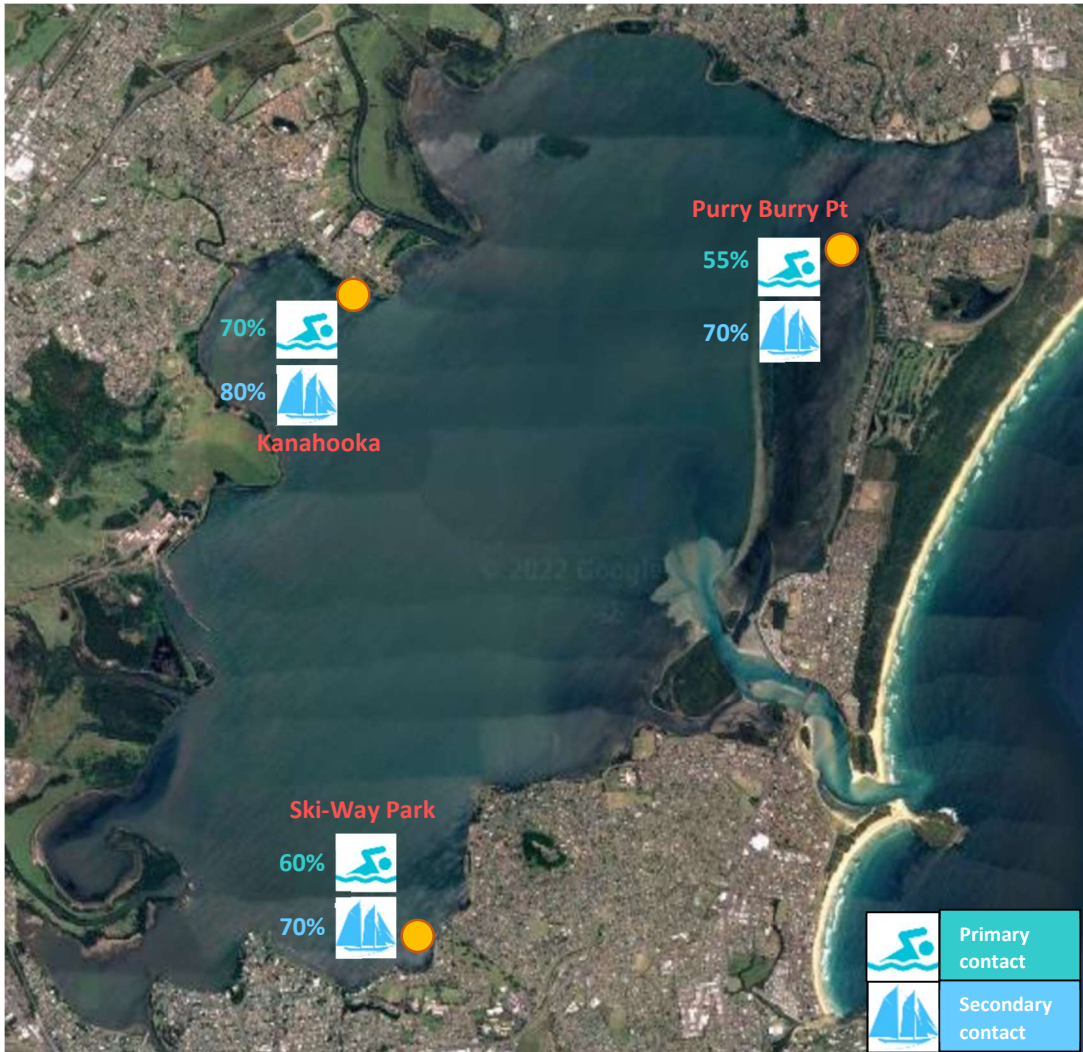 Purry Burry Pt
55%
70%
70%
80%
Kanahooka
© 2022 Google
Ski-Way Park
60%
70%
Primary
contact
Secondary
contact